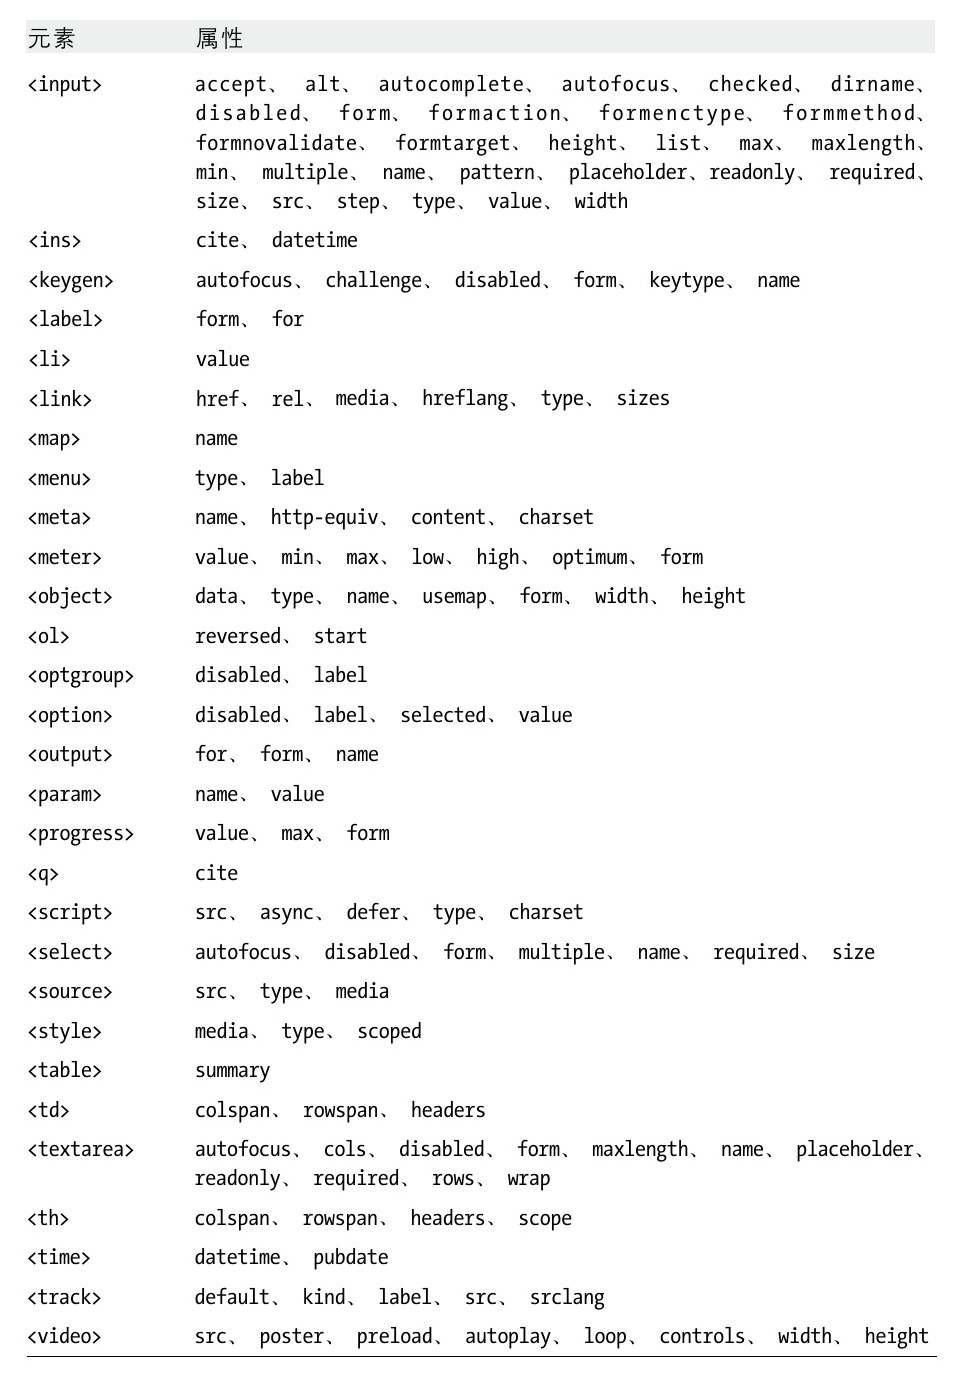 元素 属性
<input> accept、 alt、 autocomplete、 autofocus、 checked、 dirname、
disabled、 form、 formaction、 formenctype、 formmethod、
formnovalidate、 formtarget、 height、 list、 max、 maxlength、
min、 multiple、 name、 pattern、 placeholder、readonly、 required、
size、 src、 step、 type、 value、 width
<ins> cite、 datetime
<keygen> autofocus、 challenge、 disabled、 form、 keytype、 name
<label> form、 for
<li> value
<link> href、 rel、 media、 hreflang、 type、 sizes
<map> name
<menu> type、 label
<meta> name、 http-equiv、 content、 charset
<meter> value、 min、 max、 low、 high、 optimum、 form
<object> data、 type、 name、 usemap、 form、 width、 height
<ol> reversed、 start
<optgroup> disabled、 label
<option> disabled、 label、 selected、 value
<output> for、 form、 name
<param> name、 value
<progress> value、 max、 form
<q> cite
<script> src、 async、 defer、 type、 charset
<select> autofocus、 disabled、 form、 multiple、 name、 required、 size
<source> src、 type、 media
<style> media、 type、 scoped
<table> summary
<td> colspan、 rowspan、 headers
<textarea> autofocus、 cols、 disabled、 form、 maxlength、 name、 placeholder、
readonly、 required、 rows、 wrap
<th> colspan、 rowspan、 headers、 scope
<time> datetime、 pubdate
<track> default、 kind、 label、 src、 srclang
<video> src、 poster、 preload、 autoplay、 loop、 controls、 width、 height